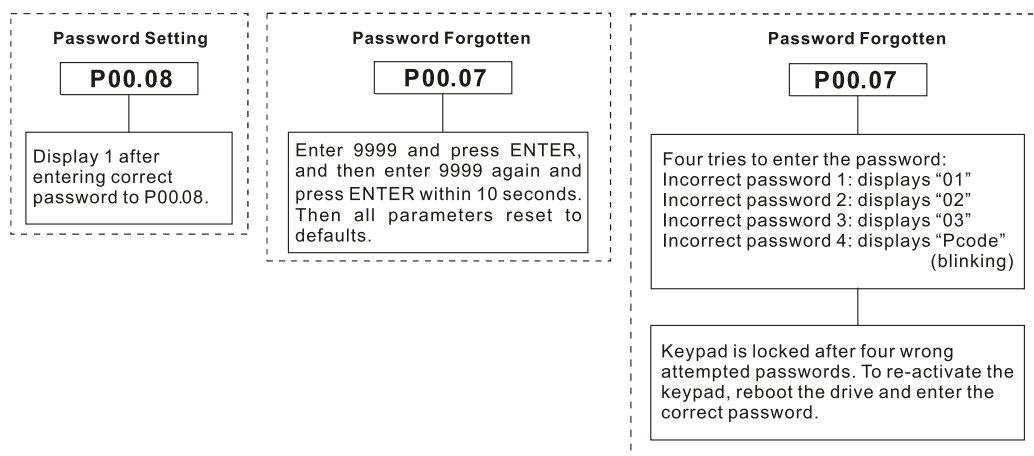 Password Setting
P00.08
Display 1 after
entering correct
password to P00.08.
Password Forgotten
P00.07
Enter 9999 and press ENTER,
and then enter 9999 again and
press ENTER within 10 seconds.
Then all parameters reset to
defaults.
Password Forgotten
P00.07
Four tries to enter the password:
Incorrect password 1: displays “01”
Incorrect password 2: displays “02”
Incorrect password 3: displays “03”
Incorrect password 4: displays “Pcode”
(blinking)
Keypad is locked after four wrong
attempted passwords. To re-activate the
keypad, reboot the drive and enter the
correct password.